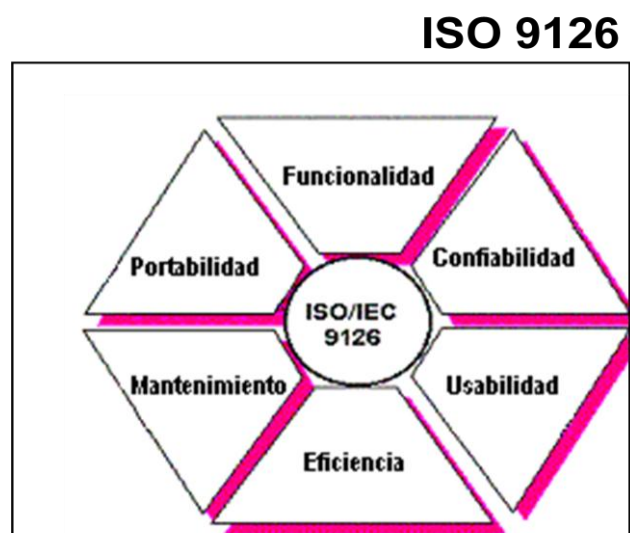 ISO 9126
Funcionalidad
Portabilidad
Confiabilidad
ISO/IEC
9126
Mantenimiento
Usabilidad
Eficiencia